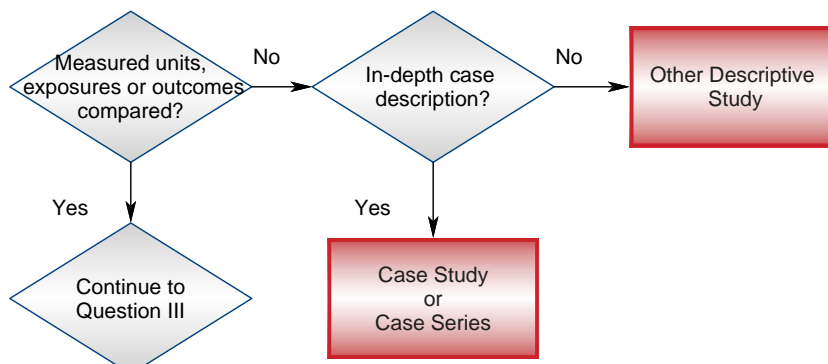 Measured units,
exposures or outcomes
compared?
No
In-depth case
description?
No
Other Descriptive
Study
Yes
Yes
Continue to
Question III
Case Study
or
Case Series